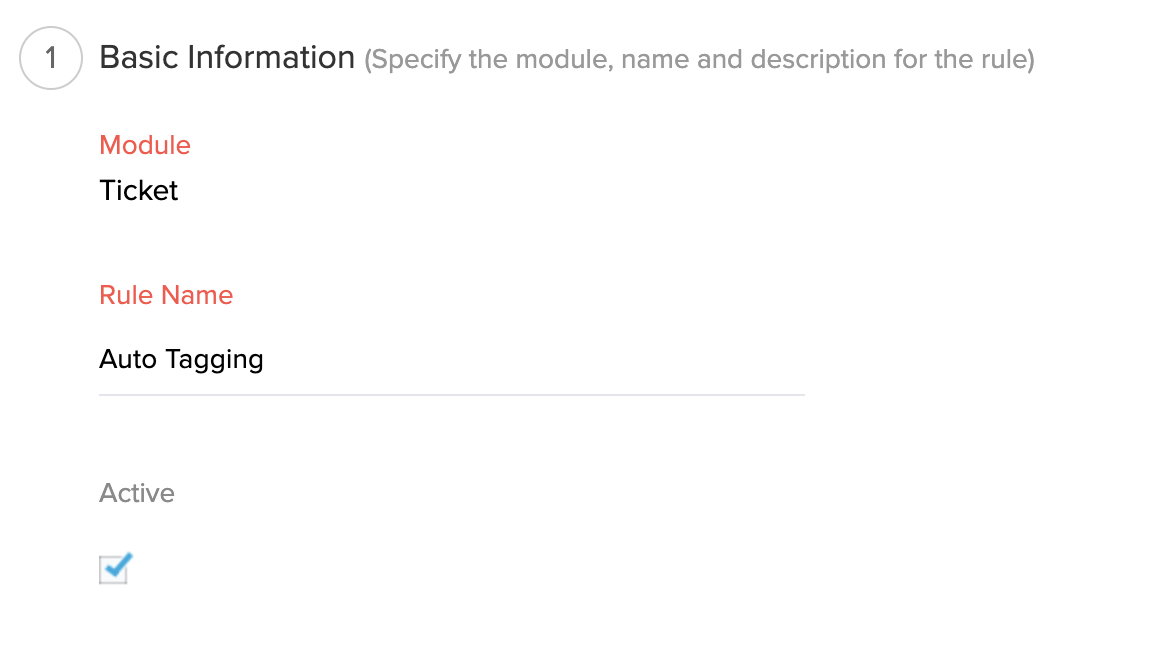 1
Basic Information (Specify the module, name and description for the rule)
Module
Ticket
Rule Name
Auto Tagging
Active